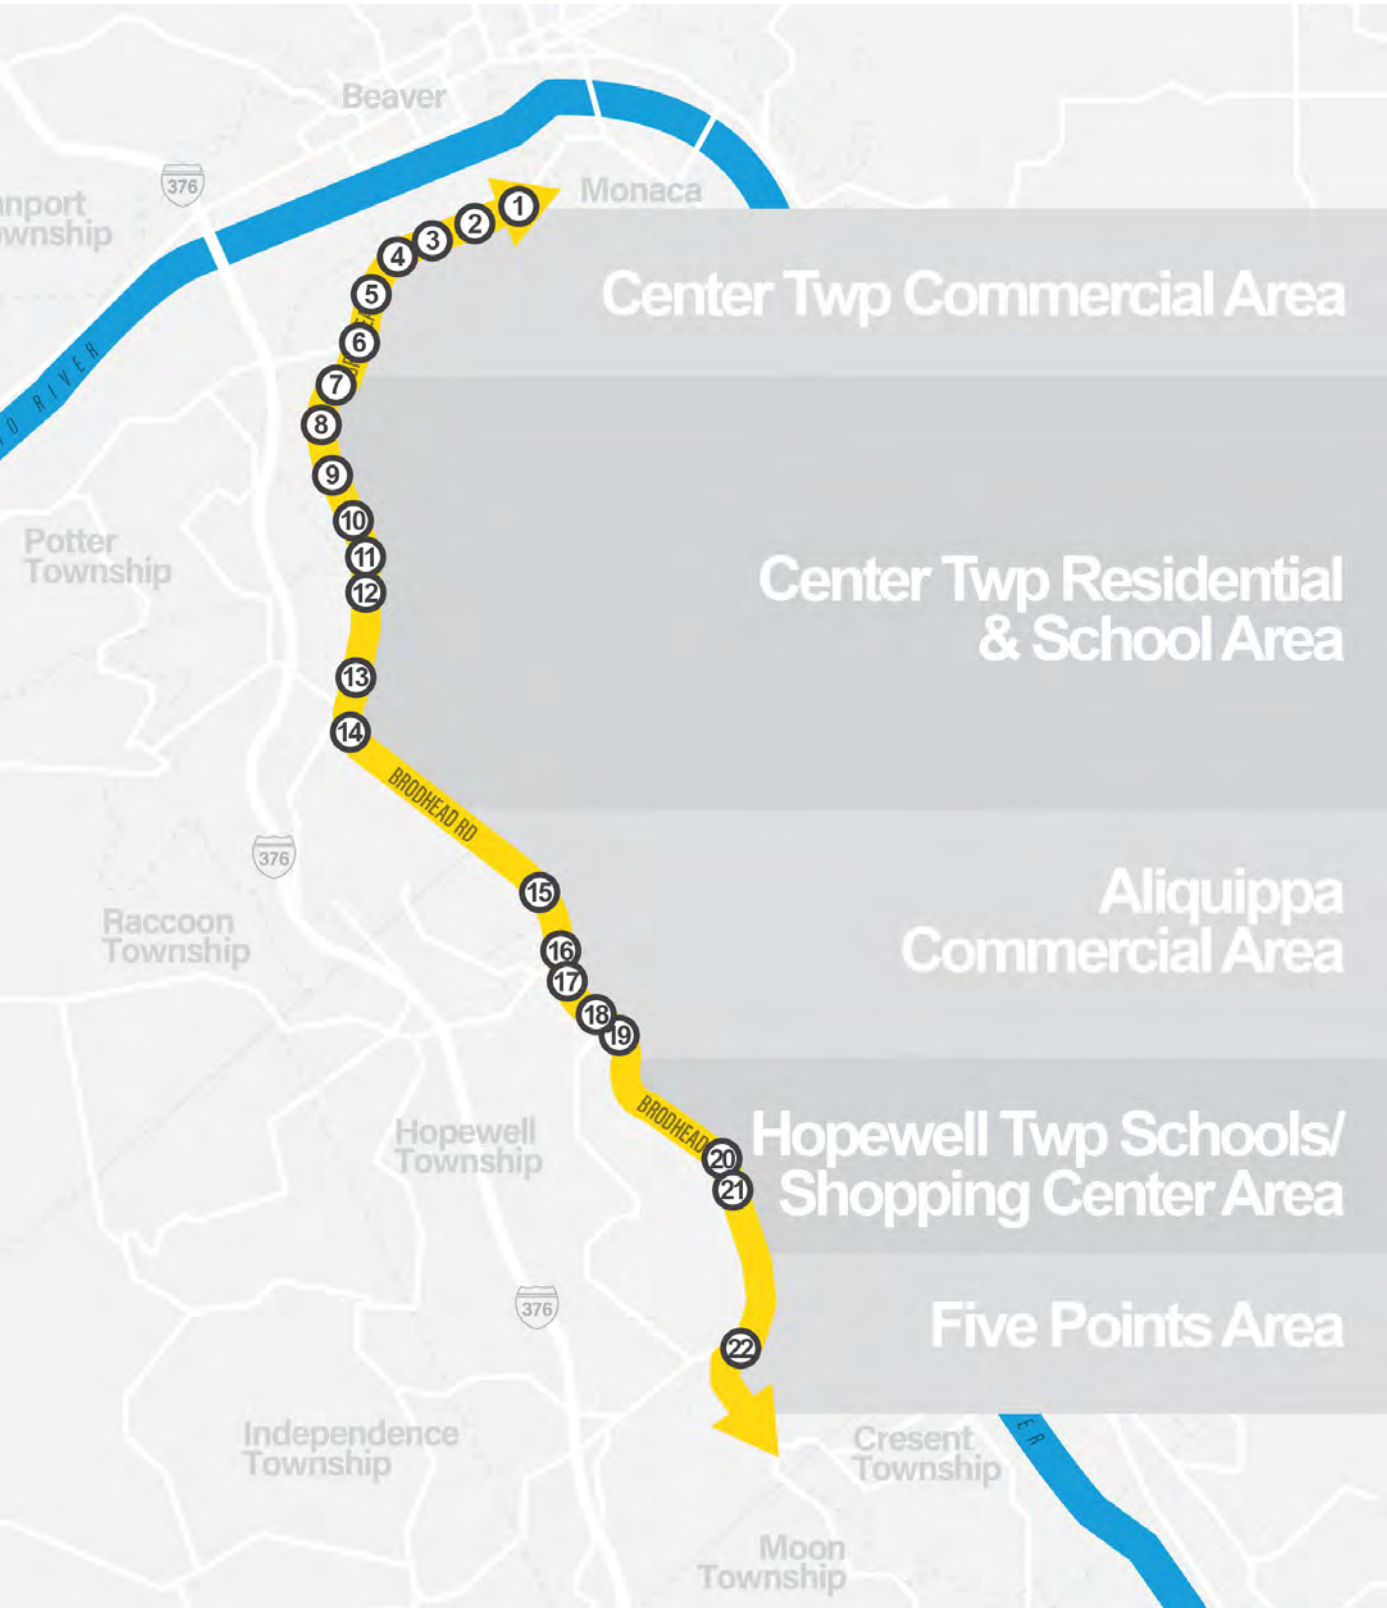 Beaver
376
Monaca
nport
wnship
1
2
3
4
5
6
7
8
9
10
11
12
13
14
15
16
17
18
19
20
21
22
Center Twp Commercial Area
RIVER
Potter
Township
Center Twp Residential
& School Area
BRODHEAD RD
376
Raccoon
Township
Aliquippa
Commercial Area
BRODHEAD
Hopewell
Township
Hopewell Twp Schools/
Shopping Center Area
376
Five Points Area
Independence
Township
Cresent
Township
ER
Moon
Township